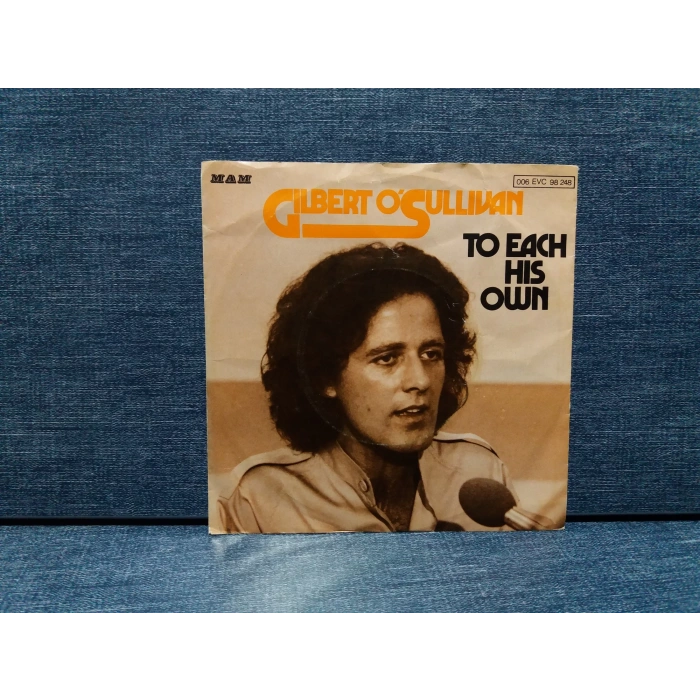 MAM
006 EVC 98 248
GILBERT O'SULLIVAN
TO EACH
HIS
OWN